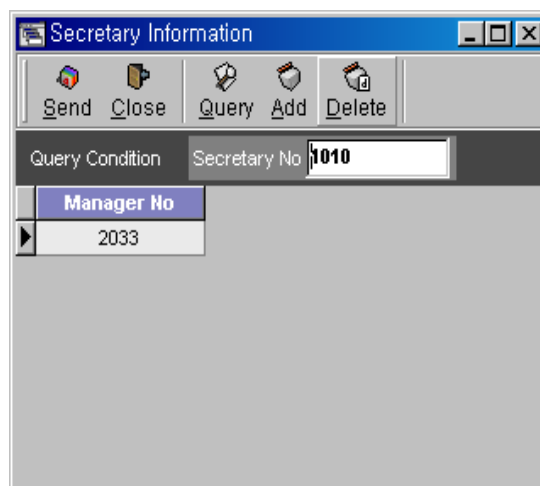 Secretary Information
Send Close Query Add Delete
Query Condition Secretary No 1010
Manager No
2033